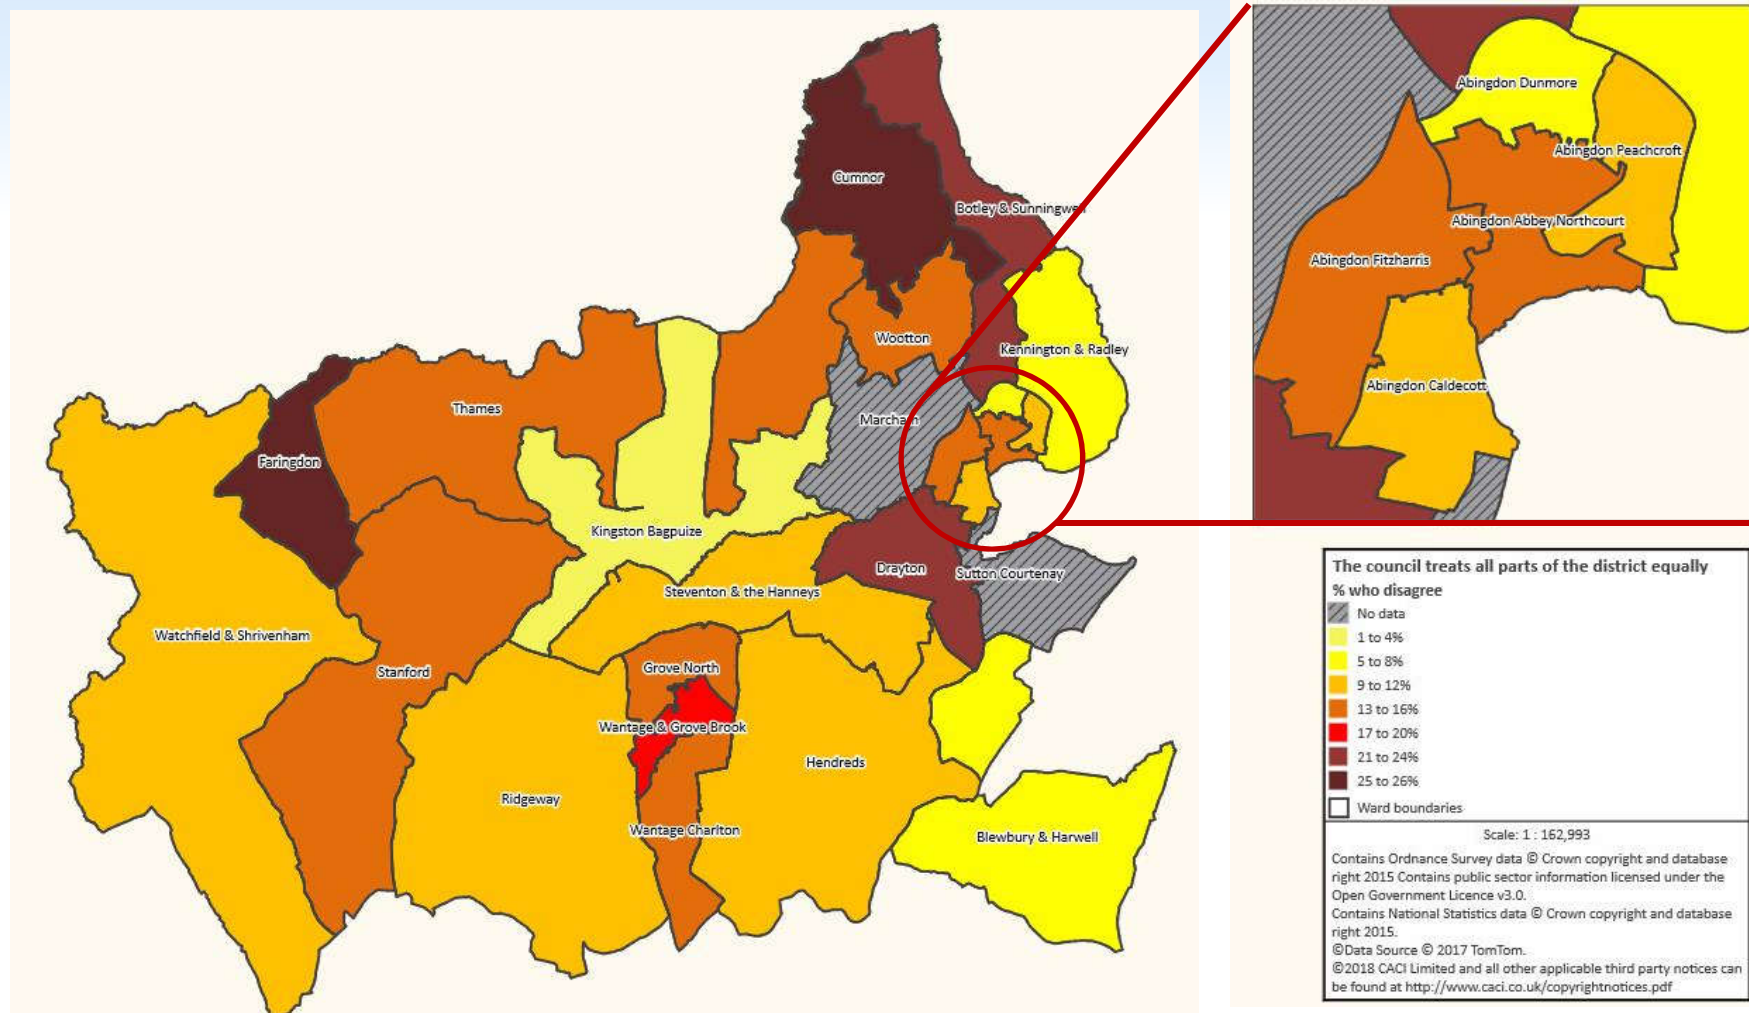 Cumnor
Botley & Sunningwe
Wootton
Kennington & Radley
Thames
Marcham
Faringdon
Kingston Bagpuize
Drayton
Sutton Courtenay
Steventon & the Hanneys
Watchfield & Shrivenham
Stanford
Grove North
Wantage & Grove Brook
Hendreds
Ridgeway
Wantage Charlton
Blewbury & Harwell
Abingdon Dunmore
Abingdon Peachcroft
Abingdon Abbey Northcourt
Abingdon Fitzharris
Abingdon Caldecott
The council treats all parts of the district equally
% who disagree
No data
1 to 4%
5 to 8%
9 to 12%
13 to 16%
17 to 20%
21 to 24%
25 to 26%
Ward boundaries
Scale: 1 : 162,993
Contains Ordnance Survey data © Crown copyright and database
right 2015 Contains public sector information licensed under the
Open Government Licence v3.0.
Contains National Statistics data © Crown copyright and database
right 2015.
©Data Source © 2017 TomTom.
©2018 CACI Limited and all other applicable third party notices can
be found at http://www.caci.co.uk/copyrightnotices.pdf